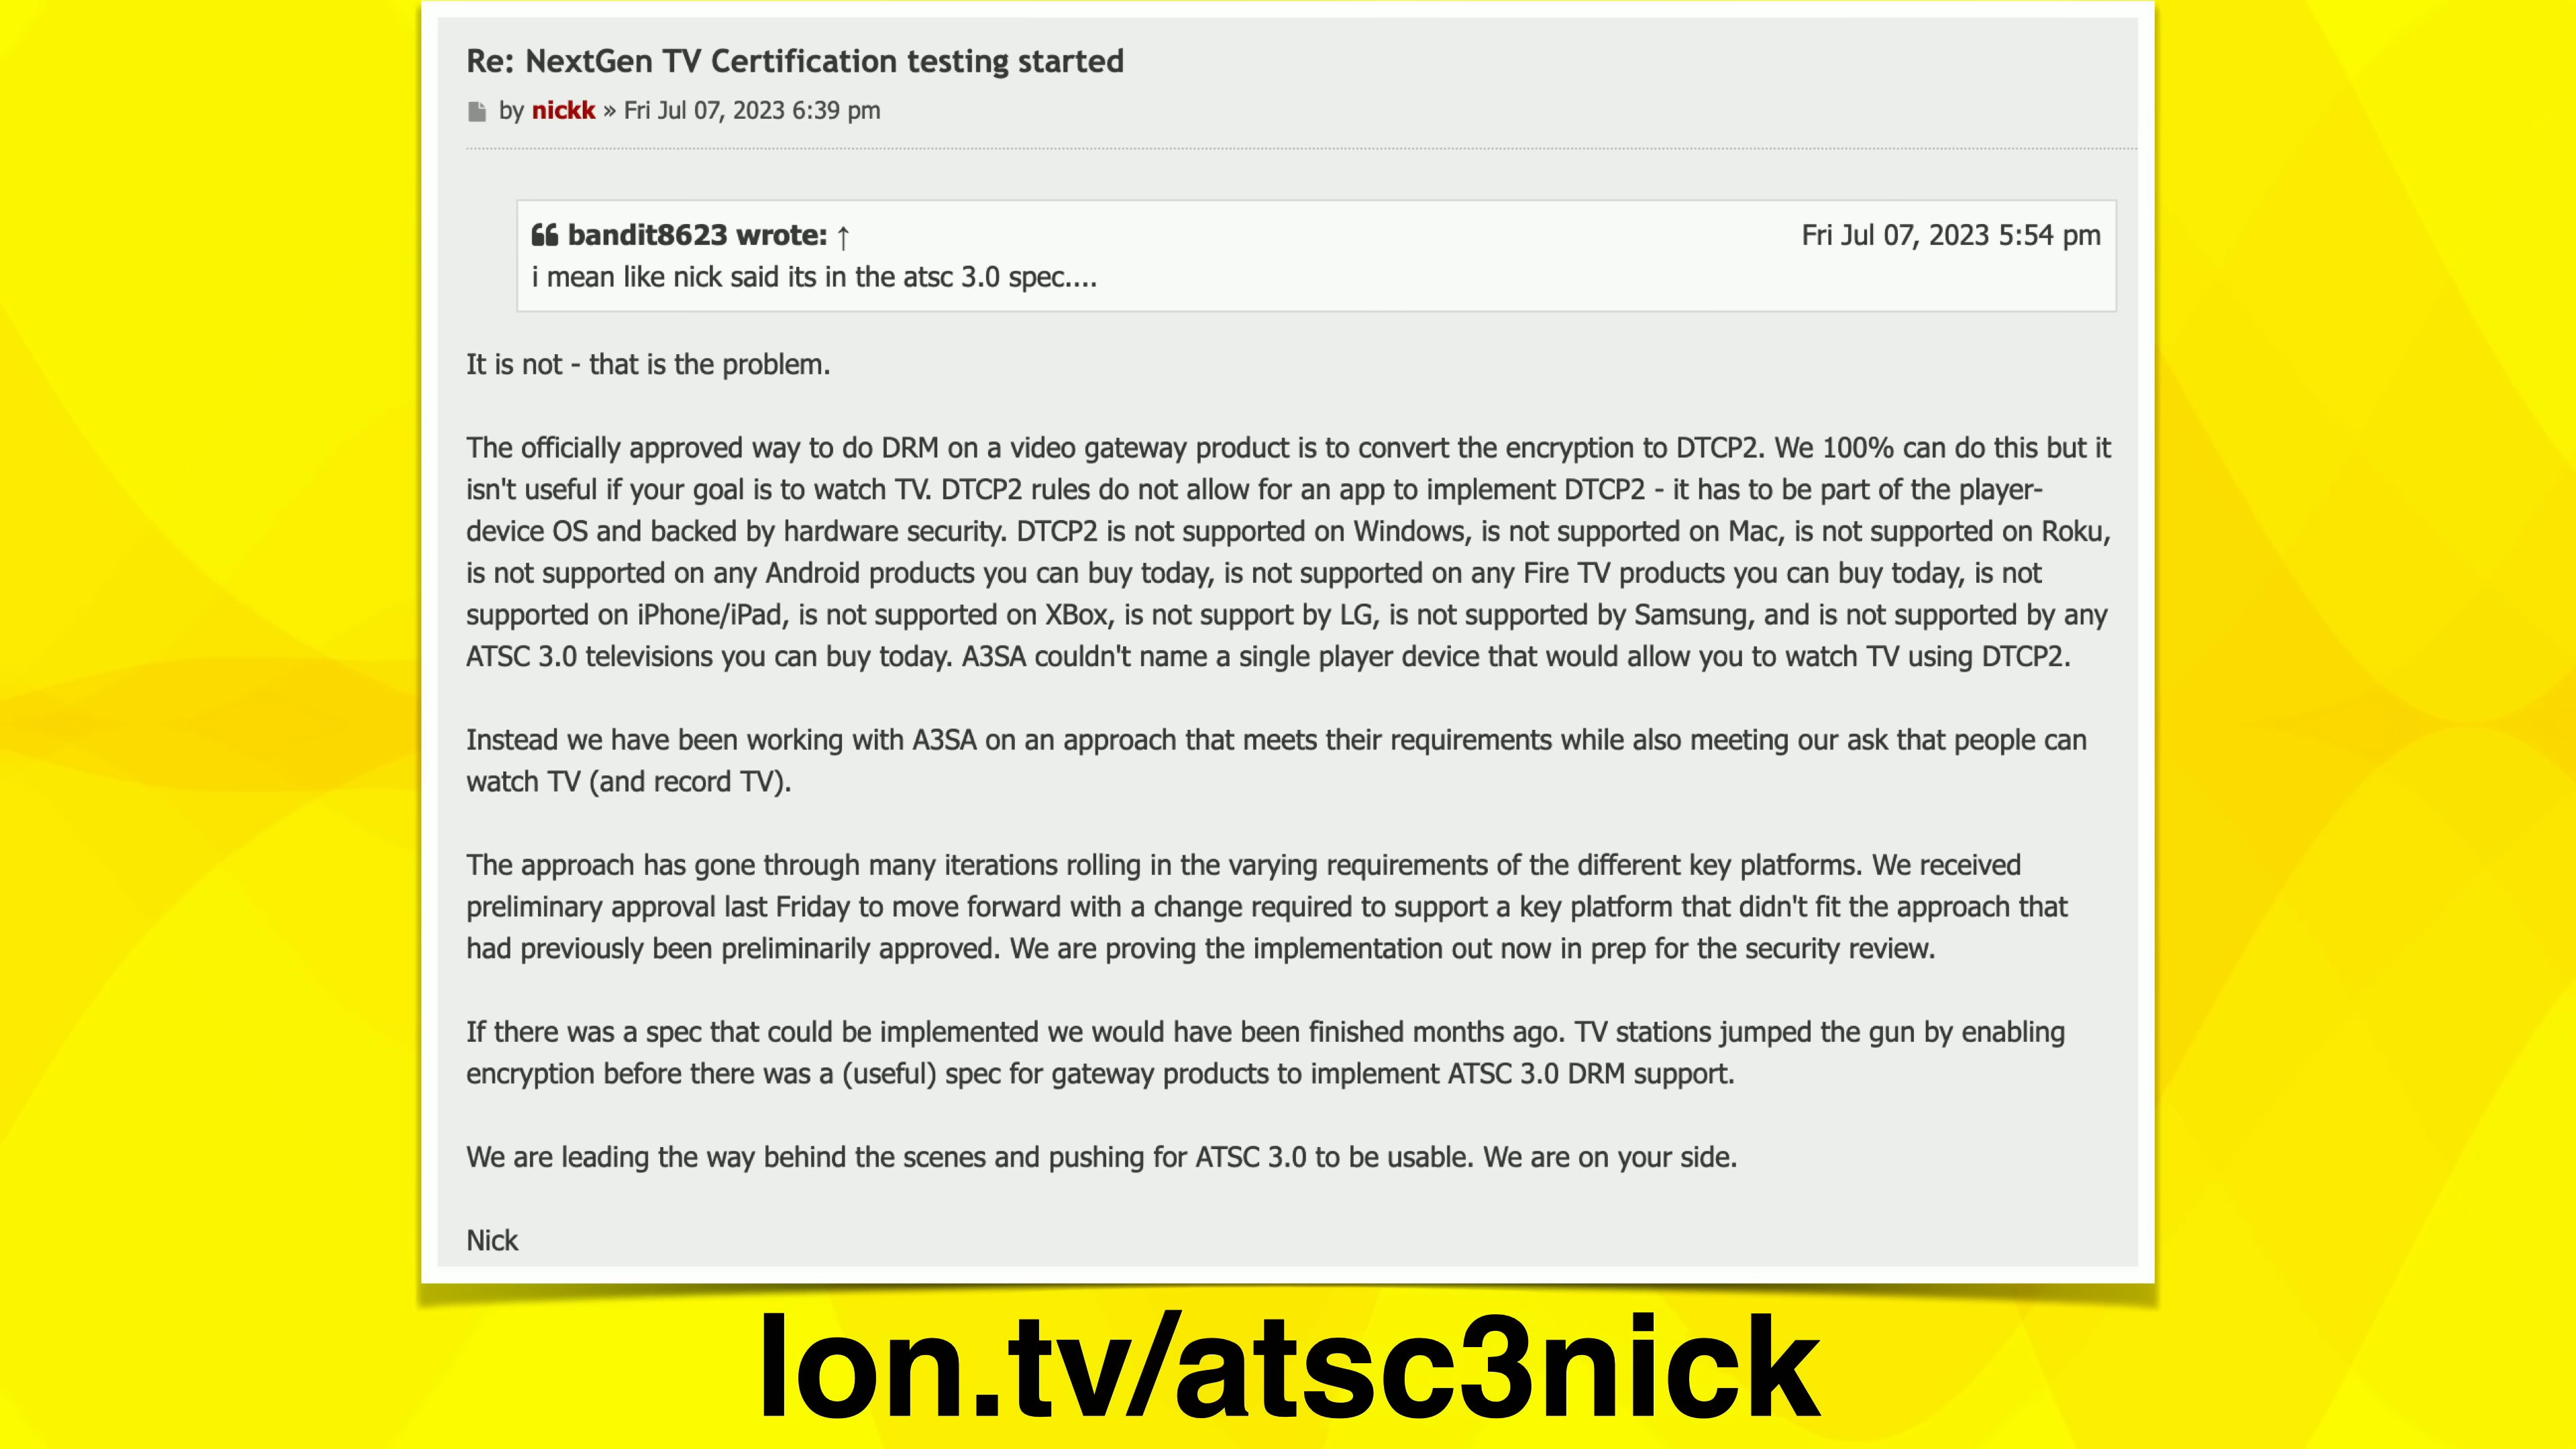 Re: NextGen TV Certification testing started
by nickk » Fri Jul 07, 2023 6:39 pm
bandit8623 wrote: ↑ Fri Jul 07, 2023 5:54 pm
i mean like nick said its in the atsc 3.0 spec....
It is not - that is the problem.
The officially approved way to do DRM on a video gateway product is to convert the encryption to DTCP2. We 100% can do this but it
isn't useful if your goal is to watch TV. DTCP2 rules do not allow for an app to implement DTCP2 - it has to be part of the player-
device OS and backed by hardware security. DTCP2 is not supported on Windows, is not supported on Mac, is not supported on Roku,
is not supported on any Android products you can buy today, is not supported on any Fire TV products you can buy today, is not
supported on iPhone/iPad, is not supported on XBox, is not support by LG, is not supported by Samsung, and is not supported by any
ATSC 3.0 televisions you can buy today. A3SA couldn't name a single player device that would allow you to watch TV using DTCP2.
Instead we have been working with A3SA on an approach that meets their requirements while also meeting our ask that people can
watch TV (and record TV).
The approach has gone through many iterations rolling in the varying requirements of the different key platforms. We received
preliminary approval last Friday to move forward with a change required to support a key platform that didn't fit the approach that
had previously been preliminarily approved. We are proving the implementation out now in prep for the security review.
If there was a spec that could be implemented we would have been finished months ago. TV stations jumped the gun by enabling
encryption before there was a (useful) spec for gateway products to implement ATSC 3.0 DRM support.
We are leading the way behind the scenes and pushing for ATSC 3.0 to be usable. We are on your side.
Nick
lon.tv/atsc3nick